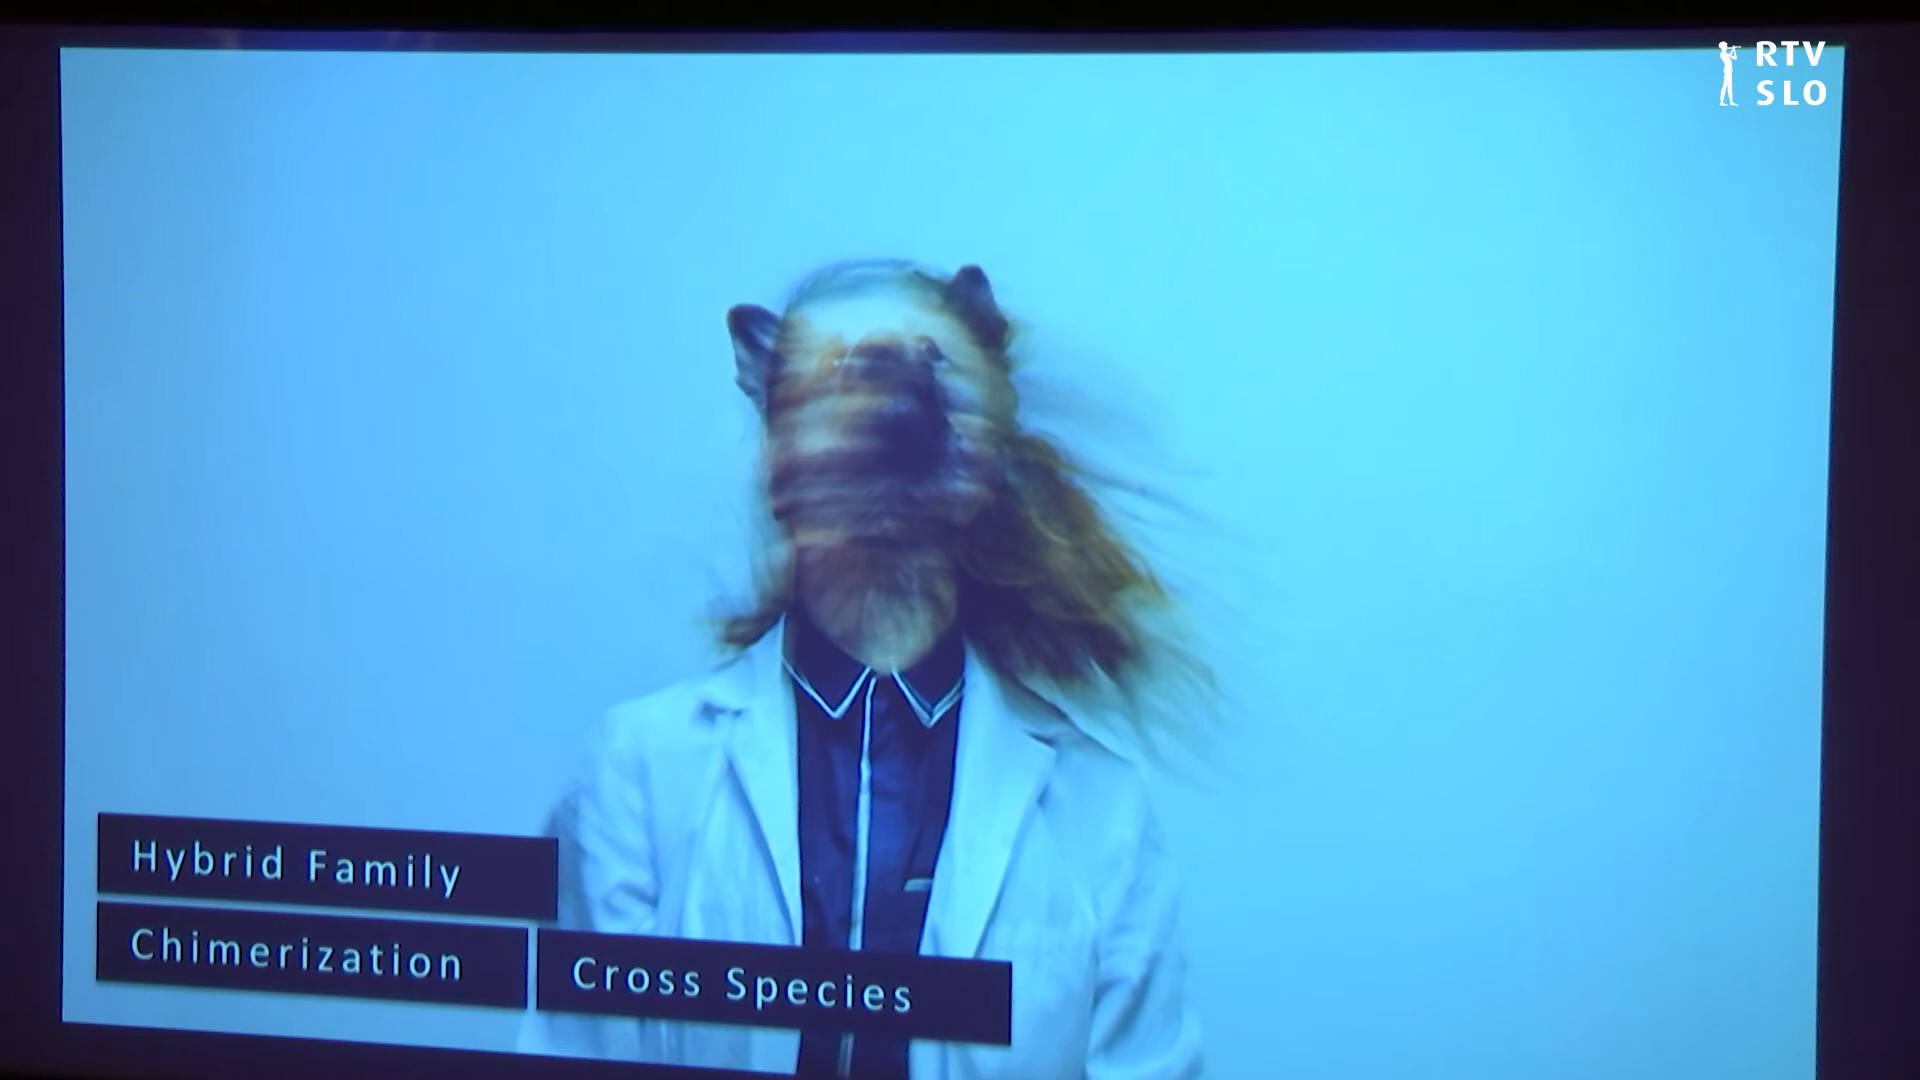 RTV
SLO
Hybrid Family
Chimerization
Cross Species